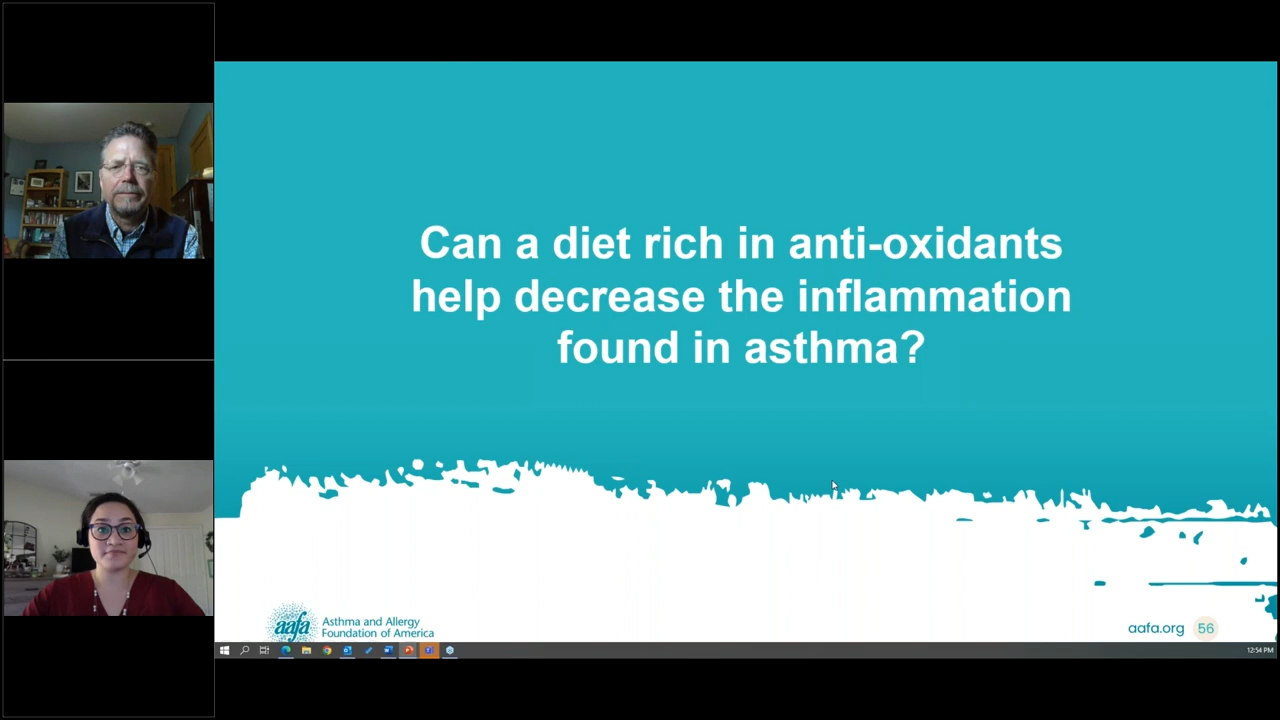 Can a diet rich in anti-oxidants
help decrease the inflammation
found in asthma?
aafa
Asthma and Allergy
Foundation of America
aafa.org 56
12:54 PM